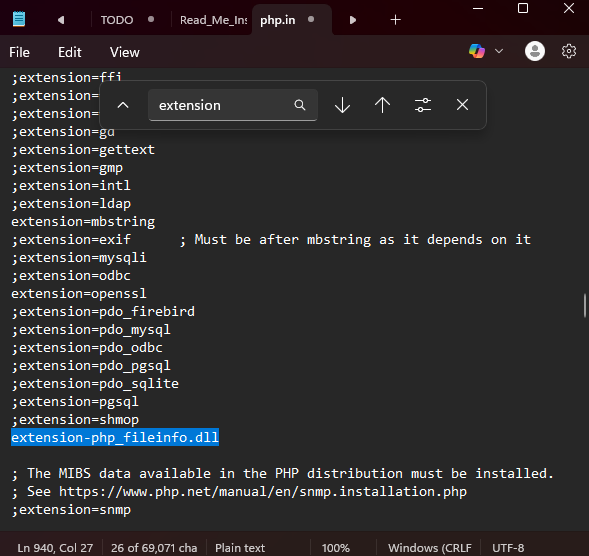 TODO
Read_Me_Ins
php.in
File
Edit
View
;extension=ffi
extension
;extension=
;extension=
;extension=gd
;extension=gettext
;extension=gmp
;extension=intl
;extension=ldap
extension=mbstring
;extension=exif      ; Must be after mbstring as it depends on it
;extension=mysqli
;extension=odbc
extension=openssl
;extension=pdo_firebird
;extension=pdo_mysql
;extension=pdo_odbc
;extension=pdo_pgsql
;extension=pdo_sqlite
;extension=pgsql
;extension=shmop
extension-php_fileinfo.dll
; The MIBS data available in the PHP distribution must be installed.
; See https://www.php.net/manual/en/snmp.installation.php
;extension=snmp
Ln 940, Col 27
26 of 69,071 cha
Plain text
100%
Windows (CRLF
UTF-8